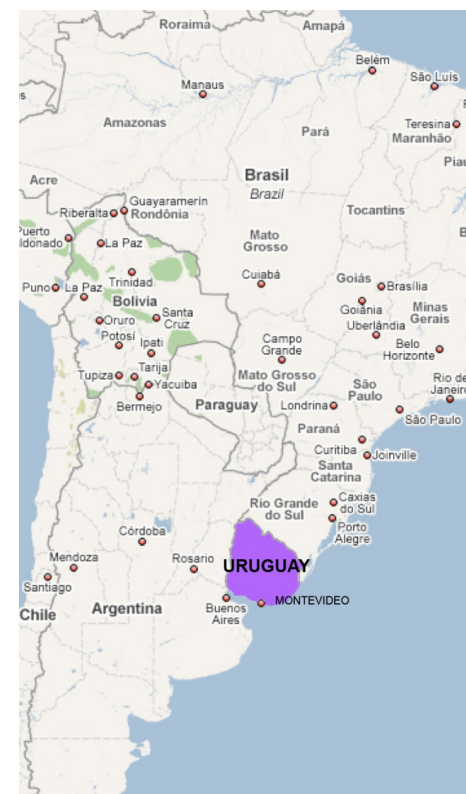 Roraima
Amapá
Belém
São Luís
Manaus
Teresina
Amazonas
Pará
Maranhão
Piau
Acre
Brasil
Brazil
Guayaramerín
Riberalta
Rondônia
Tocantins
Puerto
ldonado
La Paz
Mato
Grosso
Trinidad
Cuiabá
Goiás
Brasília
Puno
La Paz
Bolivia
Goiânia
Minas
Gerais
Oruro
Santa
Cruz
Uberlândia
Potosí
Ipati
Campo
Grande
Belo
Horizonte
Tupiza
Tarija
Yacuiba
Mato Grosso
do Sul
São
Paulo
Rio de
Janeiro
Bermejo
Paraguay
Londrina
São Paulo
Paraná
Curitiba
Joinville
Santa
Catarina
Rio Grande
do Sul
Caxias
do Sul
Porto
Alegre
Córdoba
Mendoza
Rosario
URUGUAY
Santiago
Chile
Argentina
Buenos
Aires
MONTEVIDEO